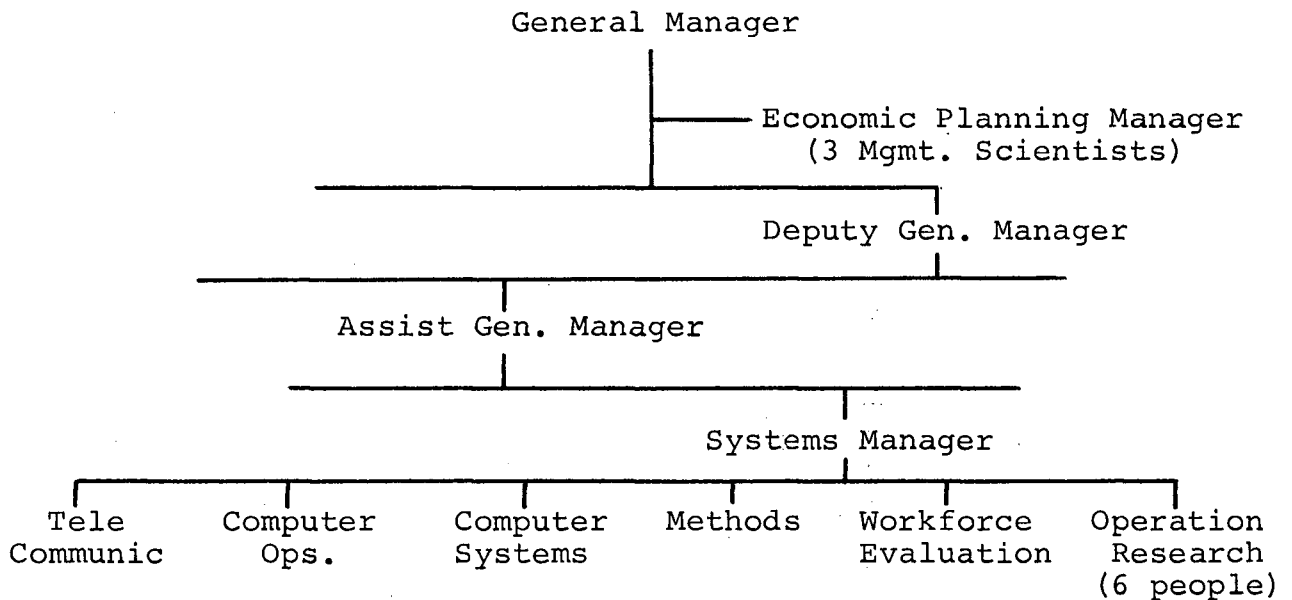 General Manager
Economic Planning Manager
(3 Mgmt. Scientists)
Deputy Gen. Manager
Assist Gen. Manager
Systems Manager
Tele
Communic
Computer
Ops.
Computer
Systems
Methods
Workforce
Evaluation
Operation
Research
(6 people)